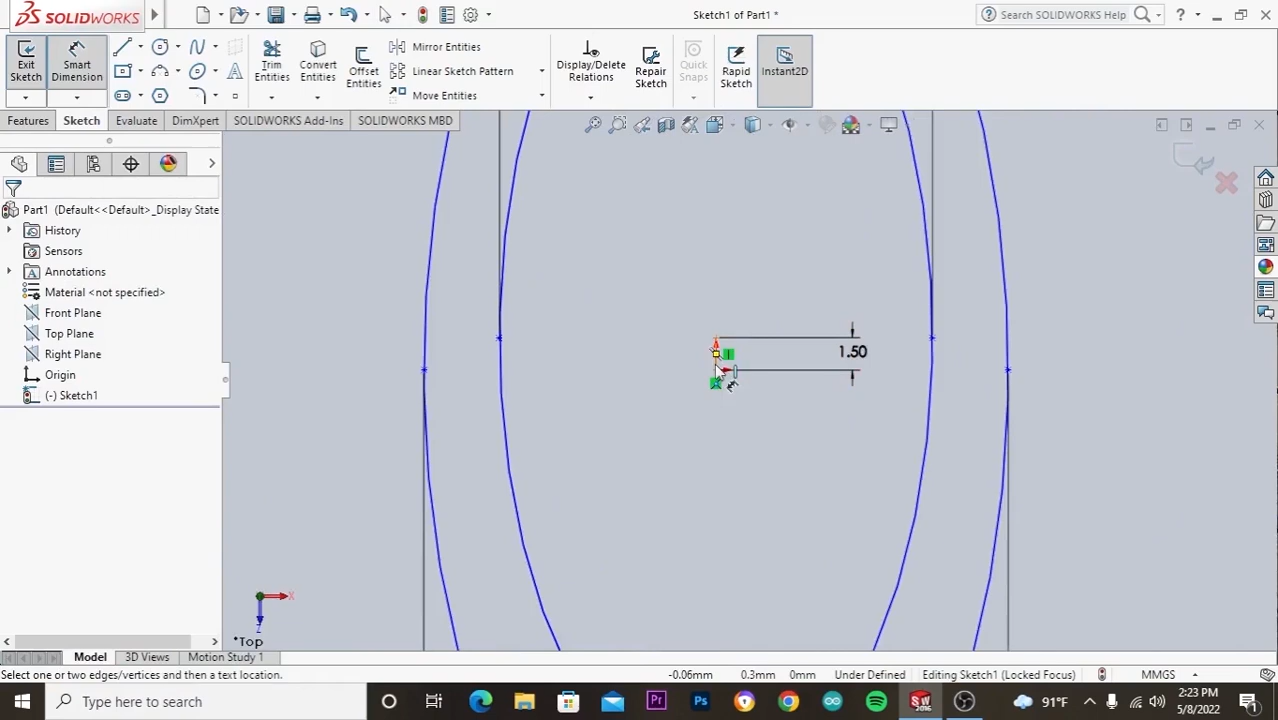 SOLIDWORKS
Sketch1 of Part1 *
Search SOLIDWORKS Help
?
Exit Sketch
Smart Dimension
Trim Entities
Convert Entities
Offset Entities
Mirror Entities
Linear Sketch Pattern
Move Entities
Display/Delete Relations
Repair Sketch
Quick Snaps
Rapid Sketch
Instant2D
Features
Sketch
Evaluate
DimXpert
SOLIDWORKS Add-Ins
SOLIDWORKS MBD
Part1 (Default<<Default>_Display State
History
Sensors
Annotations
Material <not specified>
Front Plane
Top Plane
Right Plane
Origin
(-) Sketch1
1.50
X
Z
*Top
Model
3D Views
Motion Study 1
Select one or two edges/vertices and then a text location.
-0.06mm
0.3mm
0mm
Under Defined
Editing Sketch1 (Locked Focus)
MMGS
Type here to search
Pr
Ps
SW
2016
91°F
2:23 PM
5/8/2022
1